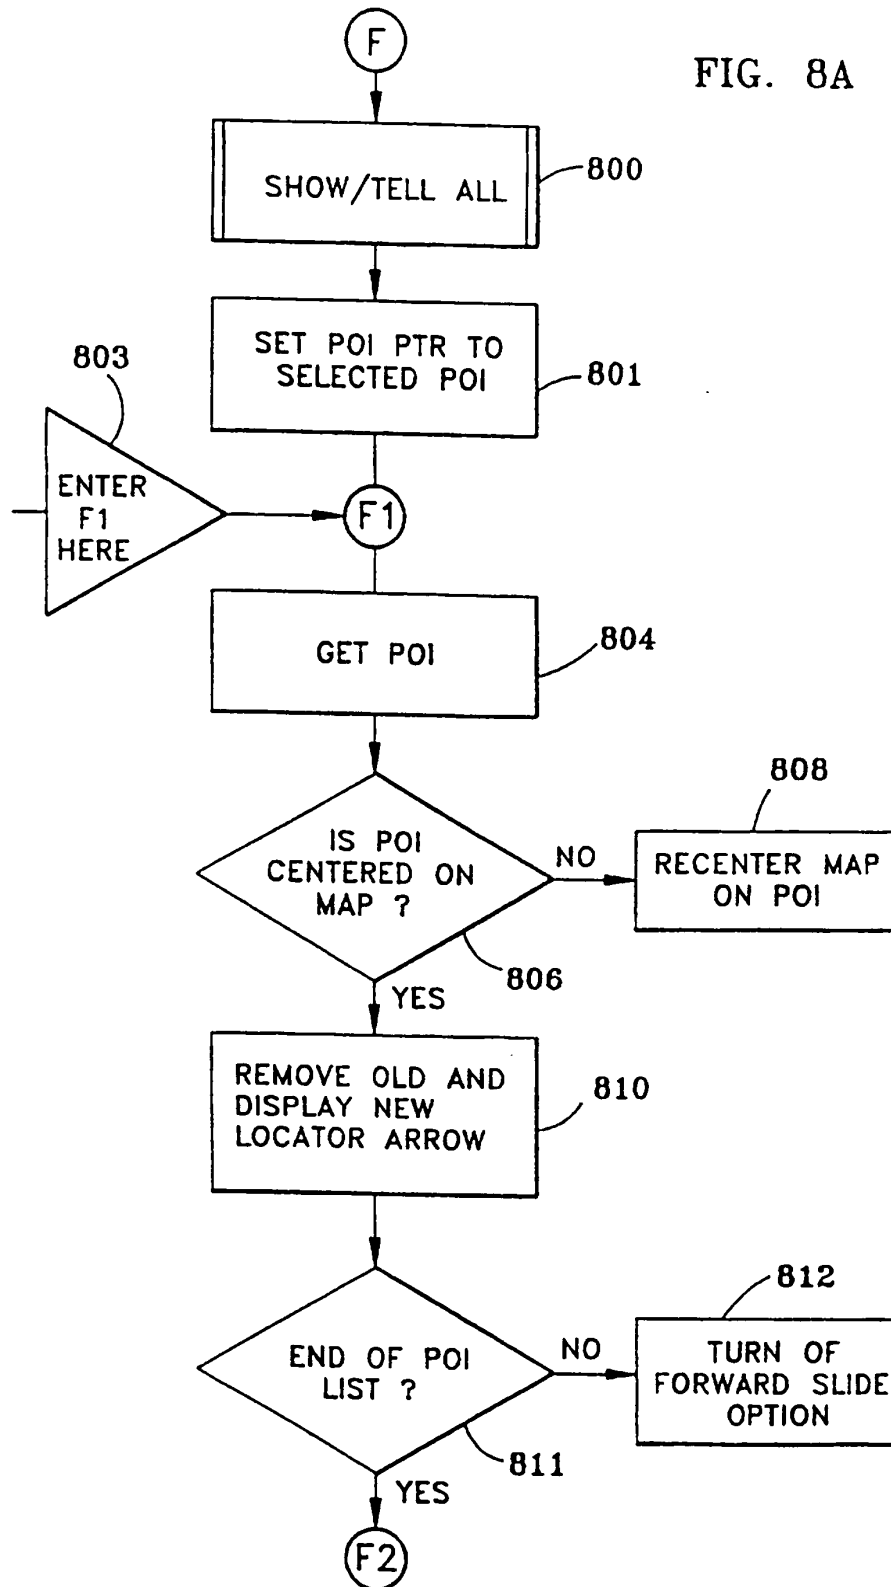 F
FIG. 8A
SHOW/TELL ALL
800
SET POI PTR TO
SELECTED POI
801
803
ENTER
F1
HERE
F1
GET POI
804
IS POI
CENTERED ON
MAP ?
806
NO
808
RECENTER MAP
ON POI
YES
REMOVE OLD AND
DISPLAY NEW
LOCATOR ARROW
810
END OF POI
LIST ?
811
NO
812
TURN OF
FORWARD SLIDE
OPTION
YES
F2